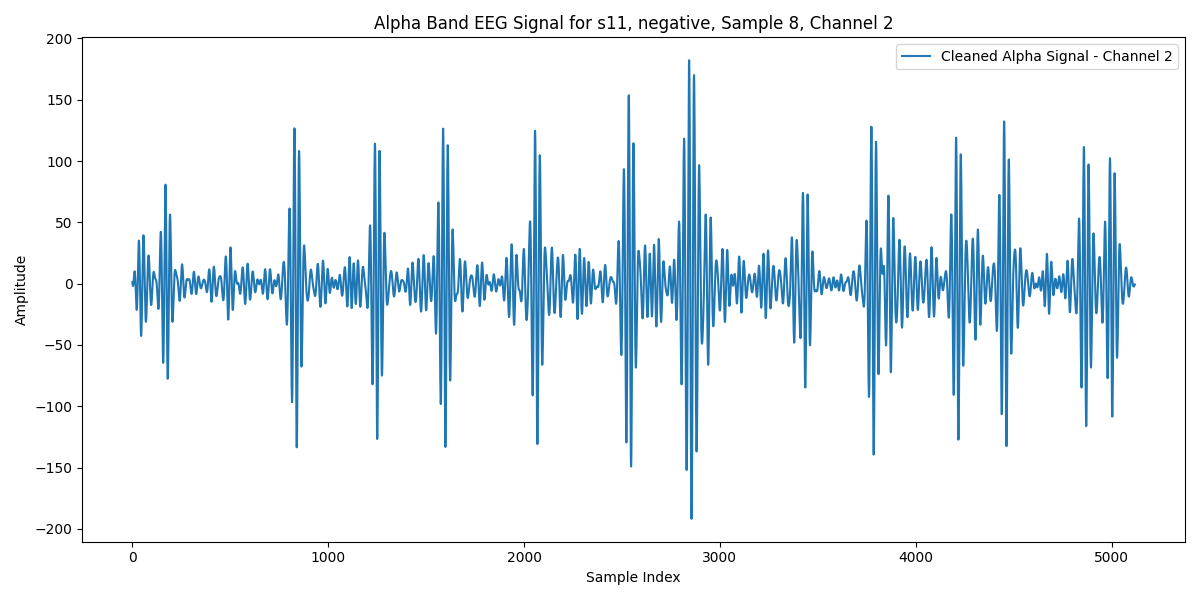 Alpha Band EEG Signal for s11, negative, Sample 8, Channel 2
Cleaned Alpha Signal - Channel 2
Amplitude
200
150
100
50
0
−50
−100
−150
−200
0 1000 2000 3000 4000 5000
Sample Index